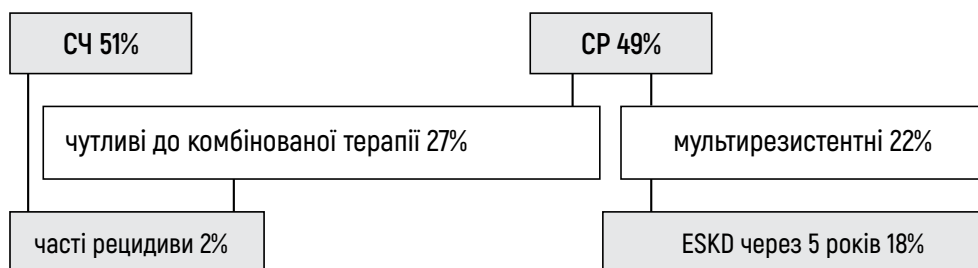 СЧ 51%
СР 49%
чутливі до комбінованої терапії 27%
мультирезистентні 22%
часті рецидиви 2%
ESKD через 5 років 18%